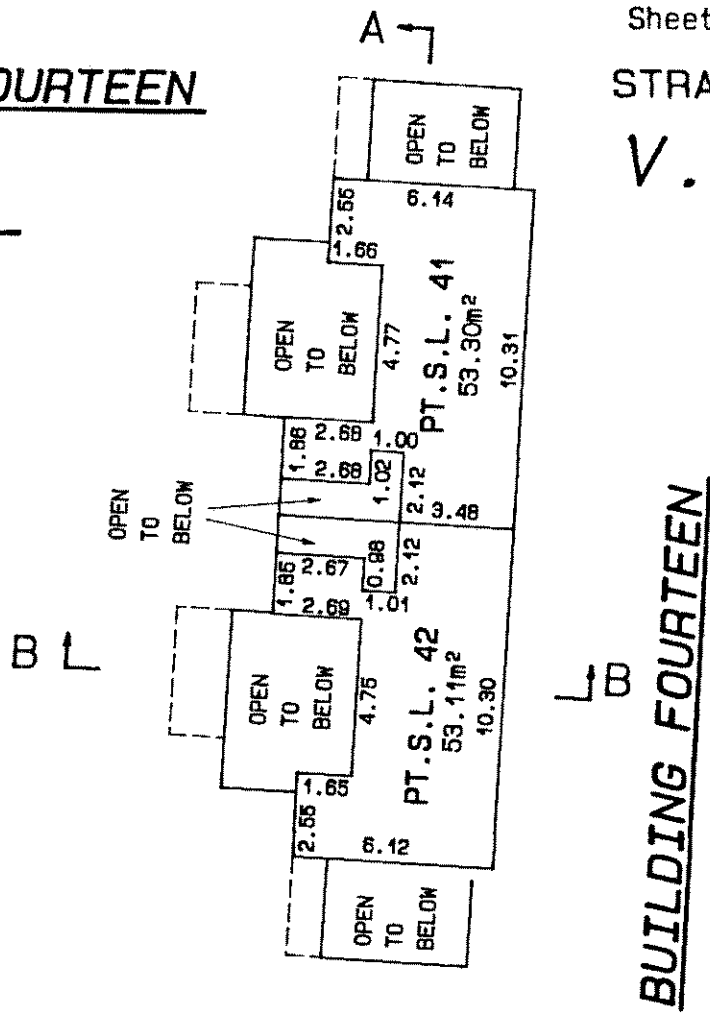 Sheet
A
OURTEEN
STRA
V.
OPEN
TO
BELOW
6.14
2.55
1.66
PT.S.L. 41
53.30m²
10.31
OPEN
TO
BELOW
4.77
1.86
2.68
1.00
2.68
1.02
2.12
3.48
OPEN
TO
BELOW
2.67
0.98
2.12
1.85
2.69
1.01
B
B
OPEN
TO
BELOW
4.75
PT.S.L. 42
53.11m²
10.30
1.65
2.55
6.12
OPEN
TO
BELOW
BUILDING FOURTEEN